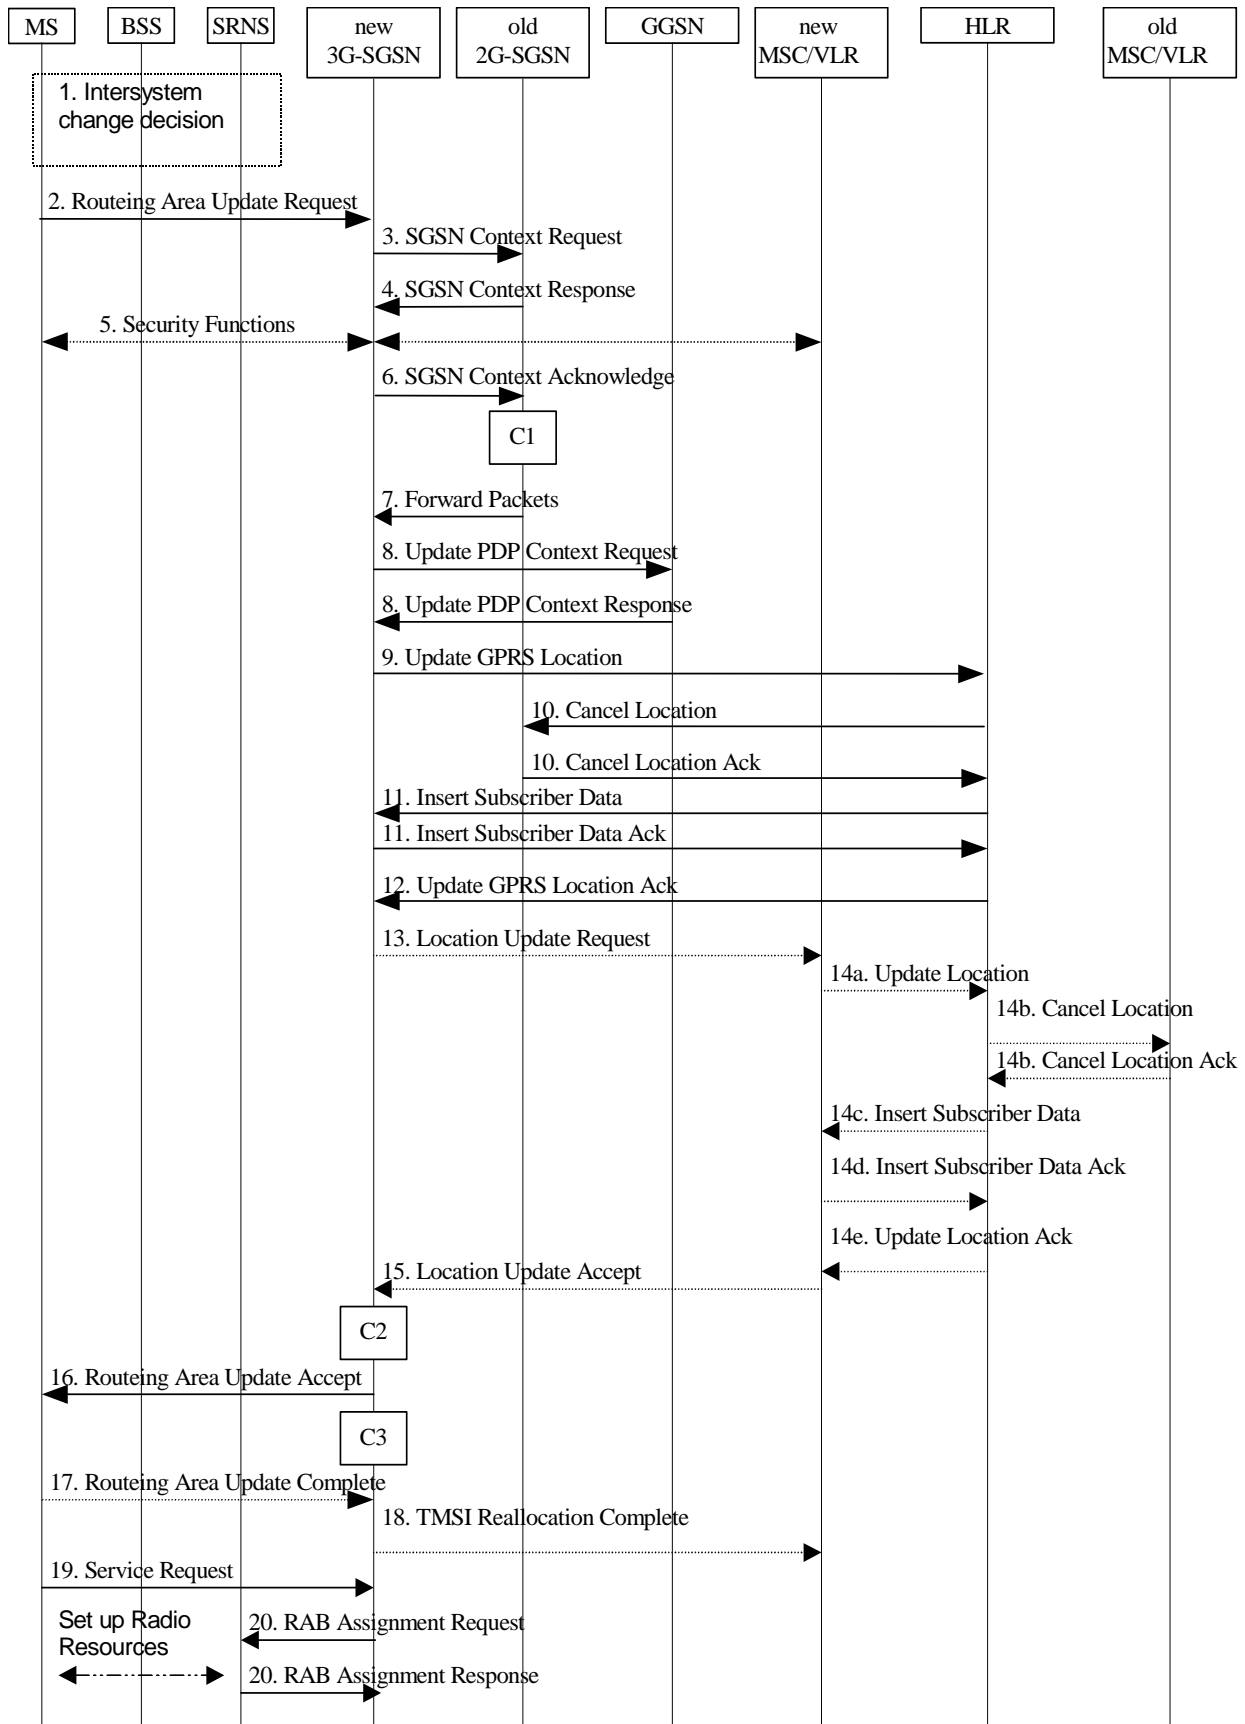 MS
BSS
SRNS
new
3G-SGSN
old
2G-SGSN
GGSN
new
MSC/VLR
HLR
old
MSC/VLR
1. Intersystem
change decision
2. Routeing Area Update Request
3. SGSN Context Request
4. SGSN Context Response
5. Security Functions
6. SGSN Context Acknowledge
C1
7. Forward Packets
8. Update PDP Context Request
8. Update PDP Context Response
9. Update GPRS Location
10. Cancel Location
10. Cancel Location Ack
11. Insert Subscriber Data
11. Insert Subscriber Data Ack
12. Update GPRS Location Ack
13. Location Update Request
14a. Update Location
14b. Cancel Location
14b. Cancel Location Ack
14c. Insert Subscriber Data
14d. Insert Subscriber Data Ack
14e. Update Location Ack
15. Location Update Accept
C2
16. Routeing Area Update Accept
C3
17. Routeing Area Update Complete
18. TMSI Reallocation Complete
19. Service Request
Set up Radio
Resources
20. RAB Assignment Request
20. RAB Assignment Response